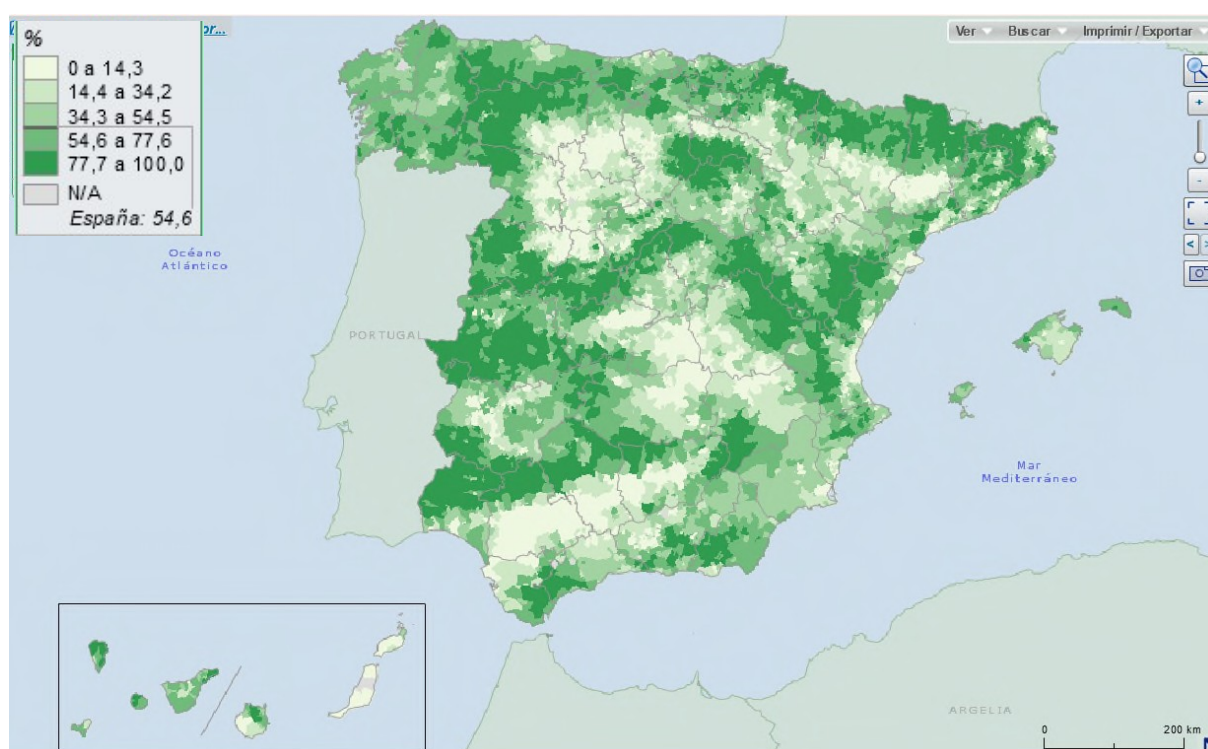 or...
Ver
Buscar
Imprimir / Exportar
%
0 a 14,3
14,4 a 34,2
34,3 a 54,5
54,6 a 77,6
77,7 a 100,0
N/A
España: 54,6
Océano
Atlántico
PORTUGAL
Mar
Mediterráneo
ARGELIA
0
200 km
+
-
<
>